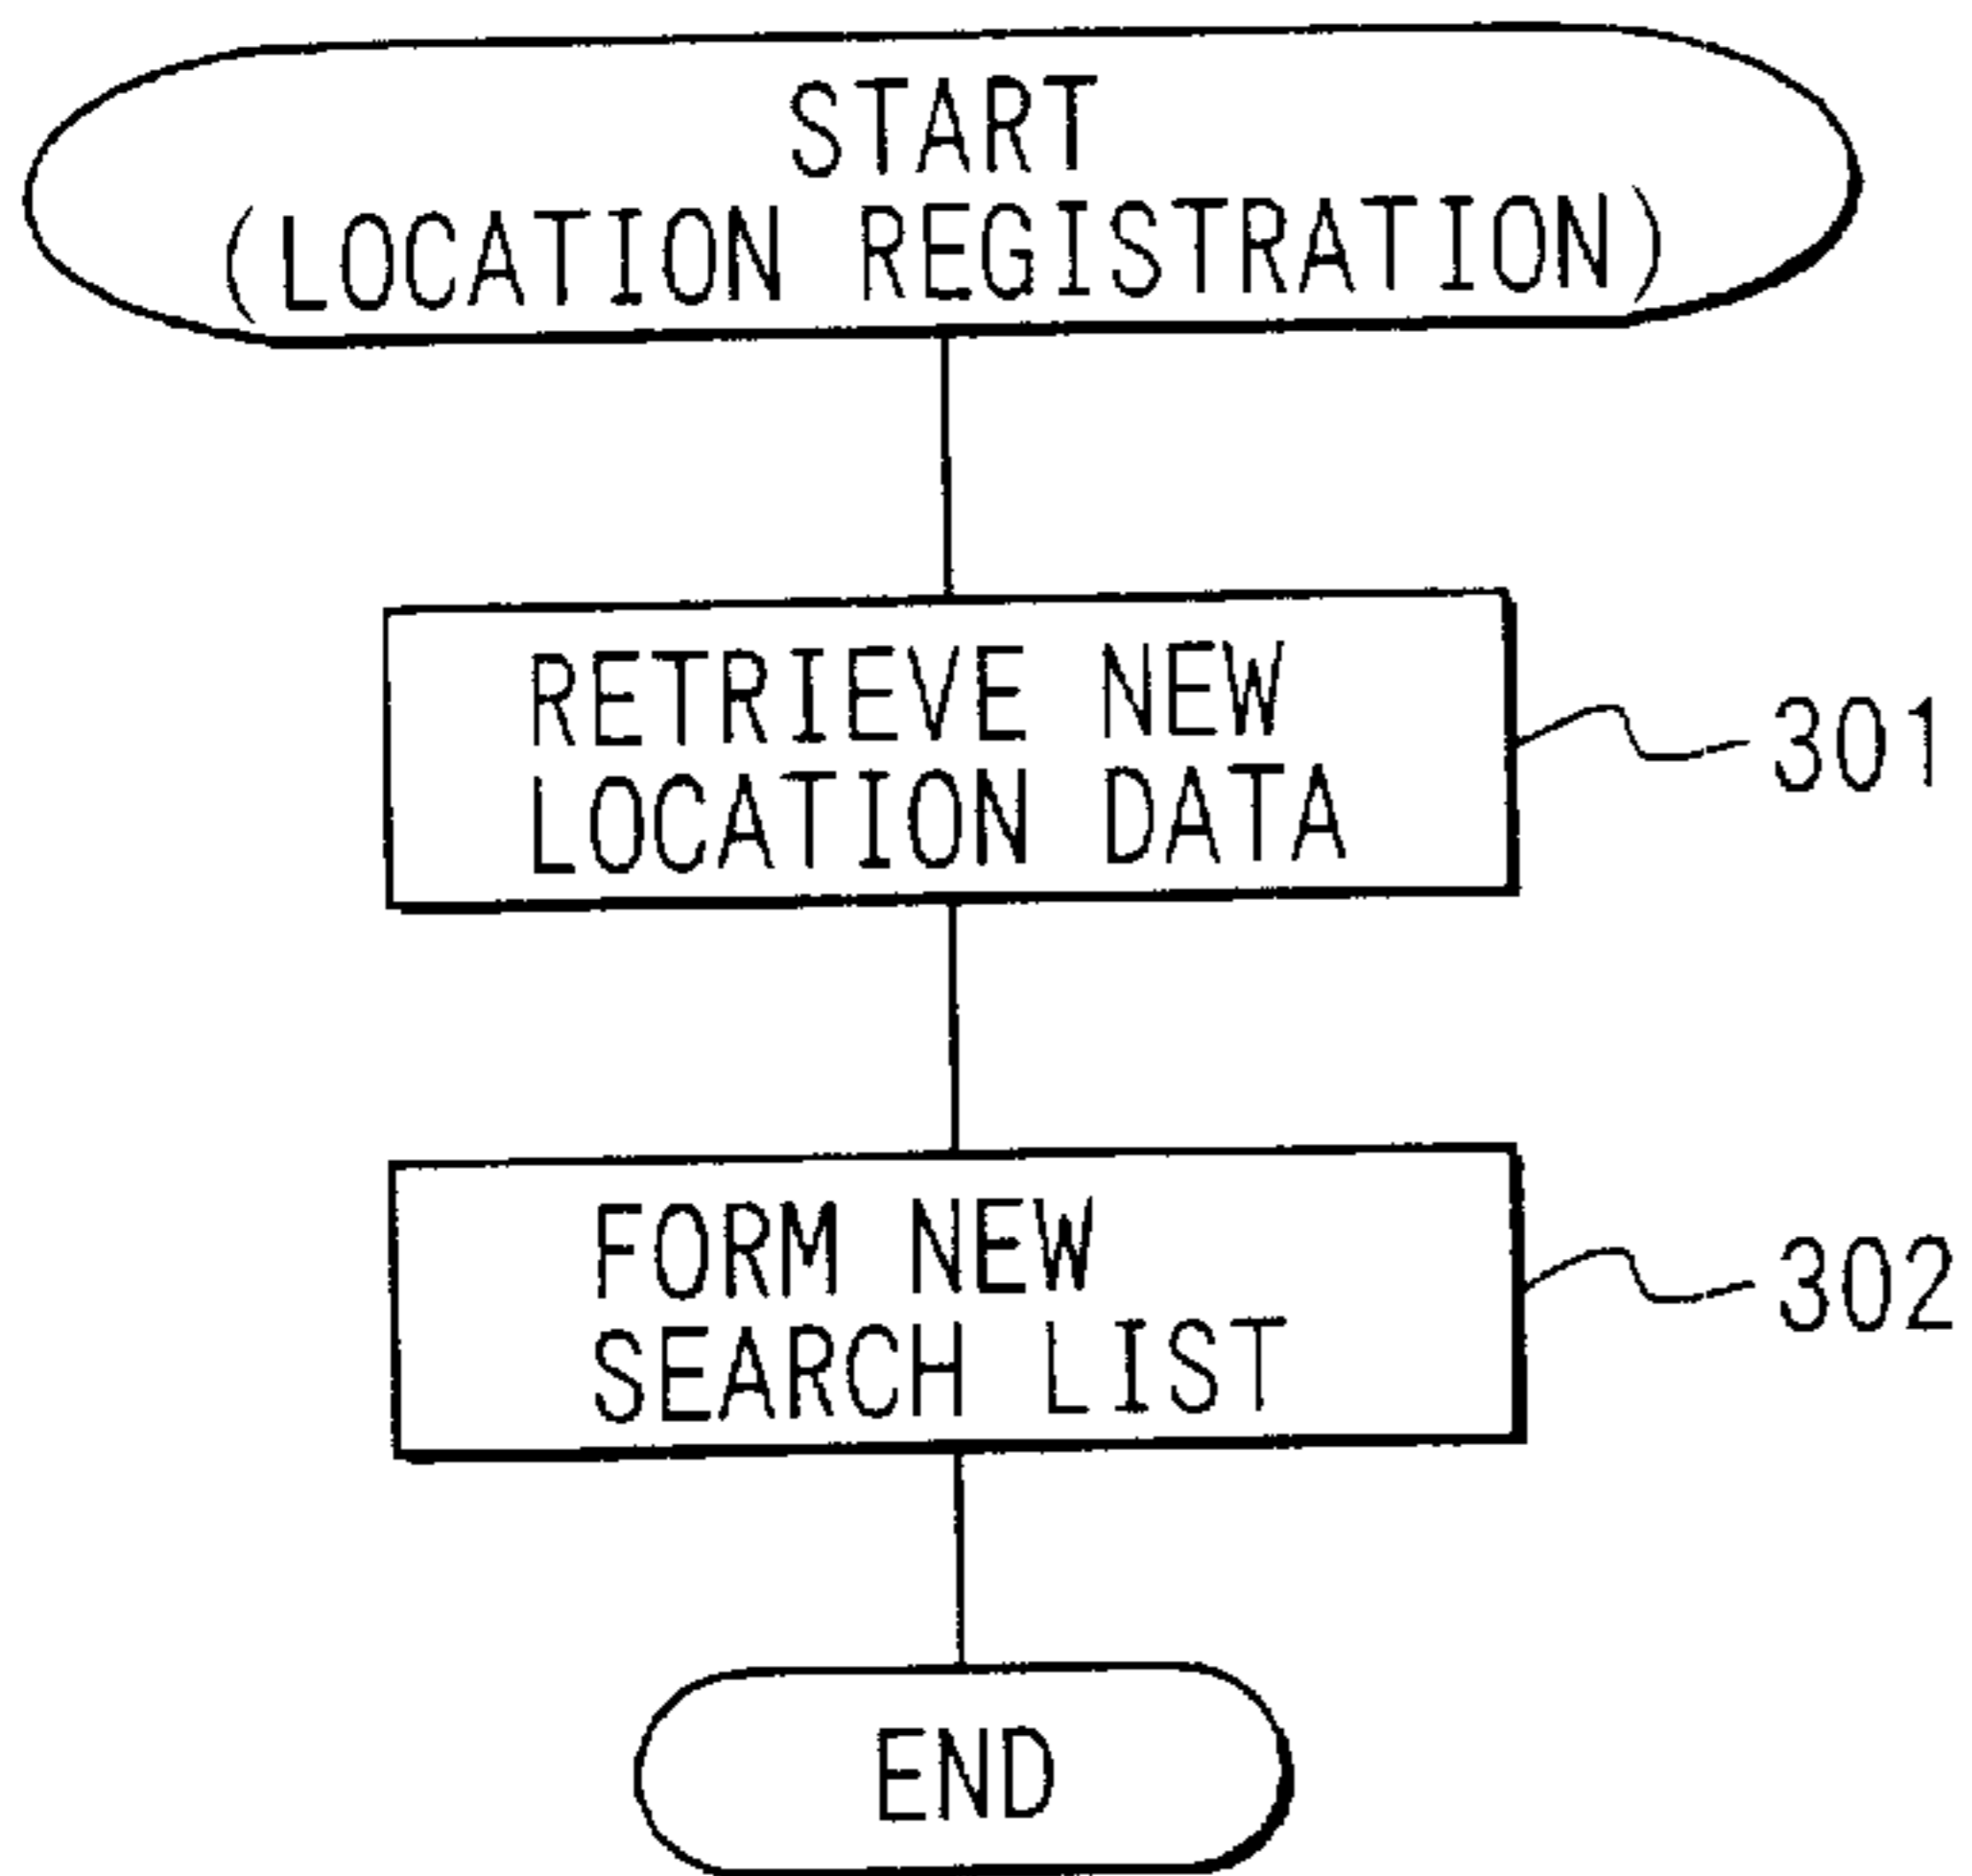 START
(LOCATION REGISTRATION)
RETRIEVE NEW
LOCATION DATA
301
FORM NEW
SEARCH LIST
302
END